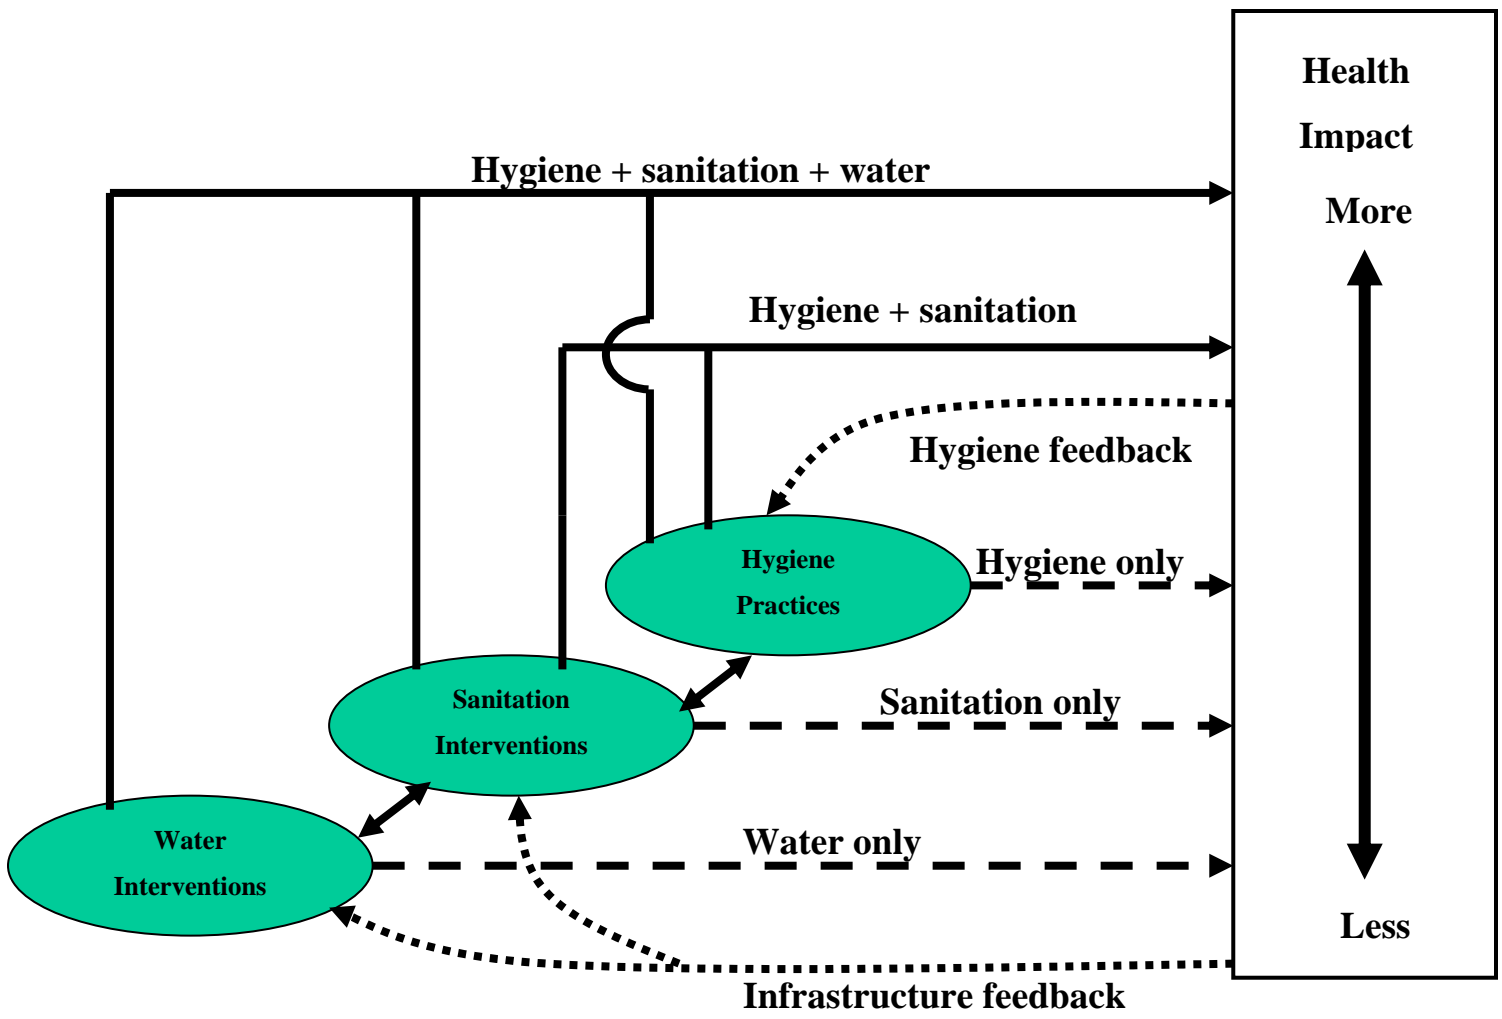 Health
Impact
Hygiene + sanitation + water
More
Hygiene + sanitation
Hygiene feedback
Hygiene
Practices
Hygiene only
Sanitation
Interventions
Sanitation only
Water
Interventions
Water only
Less
Infrastructure feedback